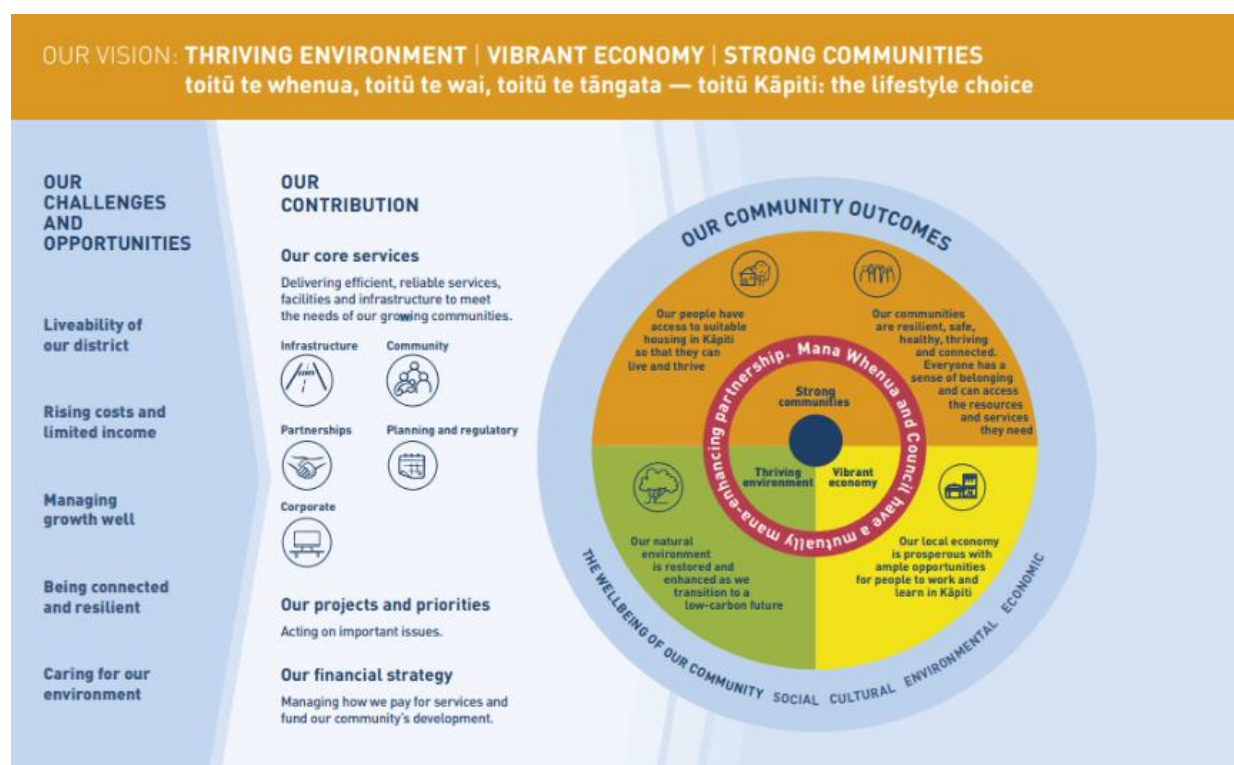 OUR VISION: THRIVING ENVIRONMENT | VIBRANT ECONOMY | STRONG COMMUNITIES
toitū te whenua, toitū te wai, toitū te tāngata — toitū Kāpiti: the lifestyle choice
OUR
CHALLENGES
AND
OPPORTUNITIES
Liveability of
our district
Rising costs and
limited income
Managing
growth well
Being connected
and resilient
Caring for our
environment
OUR
CONTRIBUTION
Our core services
Delivering efficient, reliable services,
facilities and infrastructure to meet
the needs of our growing communities.
Infrastructure
Community
Partnerships
Planning and regulatory
Corporate
Our projects and priorities
Acting on important issues.
Our financial strategy
Managing how we pay for services and
fund our community's development.
OUR COMMUNITY OUTCOMES
Our people have
access to suitable
housing in Kāpiti
so that they can
live and thrive
Our communities
are resilient, safe,
healthy, thriving
and connected.
Everyone has a
sense of belonging
and can access
the resources
and services
they need
Mana Whenua and Council have a mutually mana-enhancing partnership.
Strong
communities
Thriving
environment
Vibrant
economy
Our natural
environment
is restored and
enhanced as we
transition to a
low-carbon future
Our local economy
is prosperous with
ample opportunities
for people to work and
learn in Kāpiti
THE WELLBEING OF OUR COMMUNITY SOCIAL CULTURAL ENVIRONMENTAL ECONOMIC